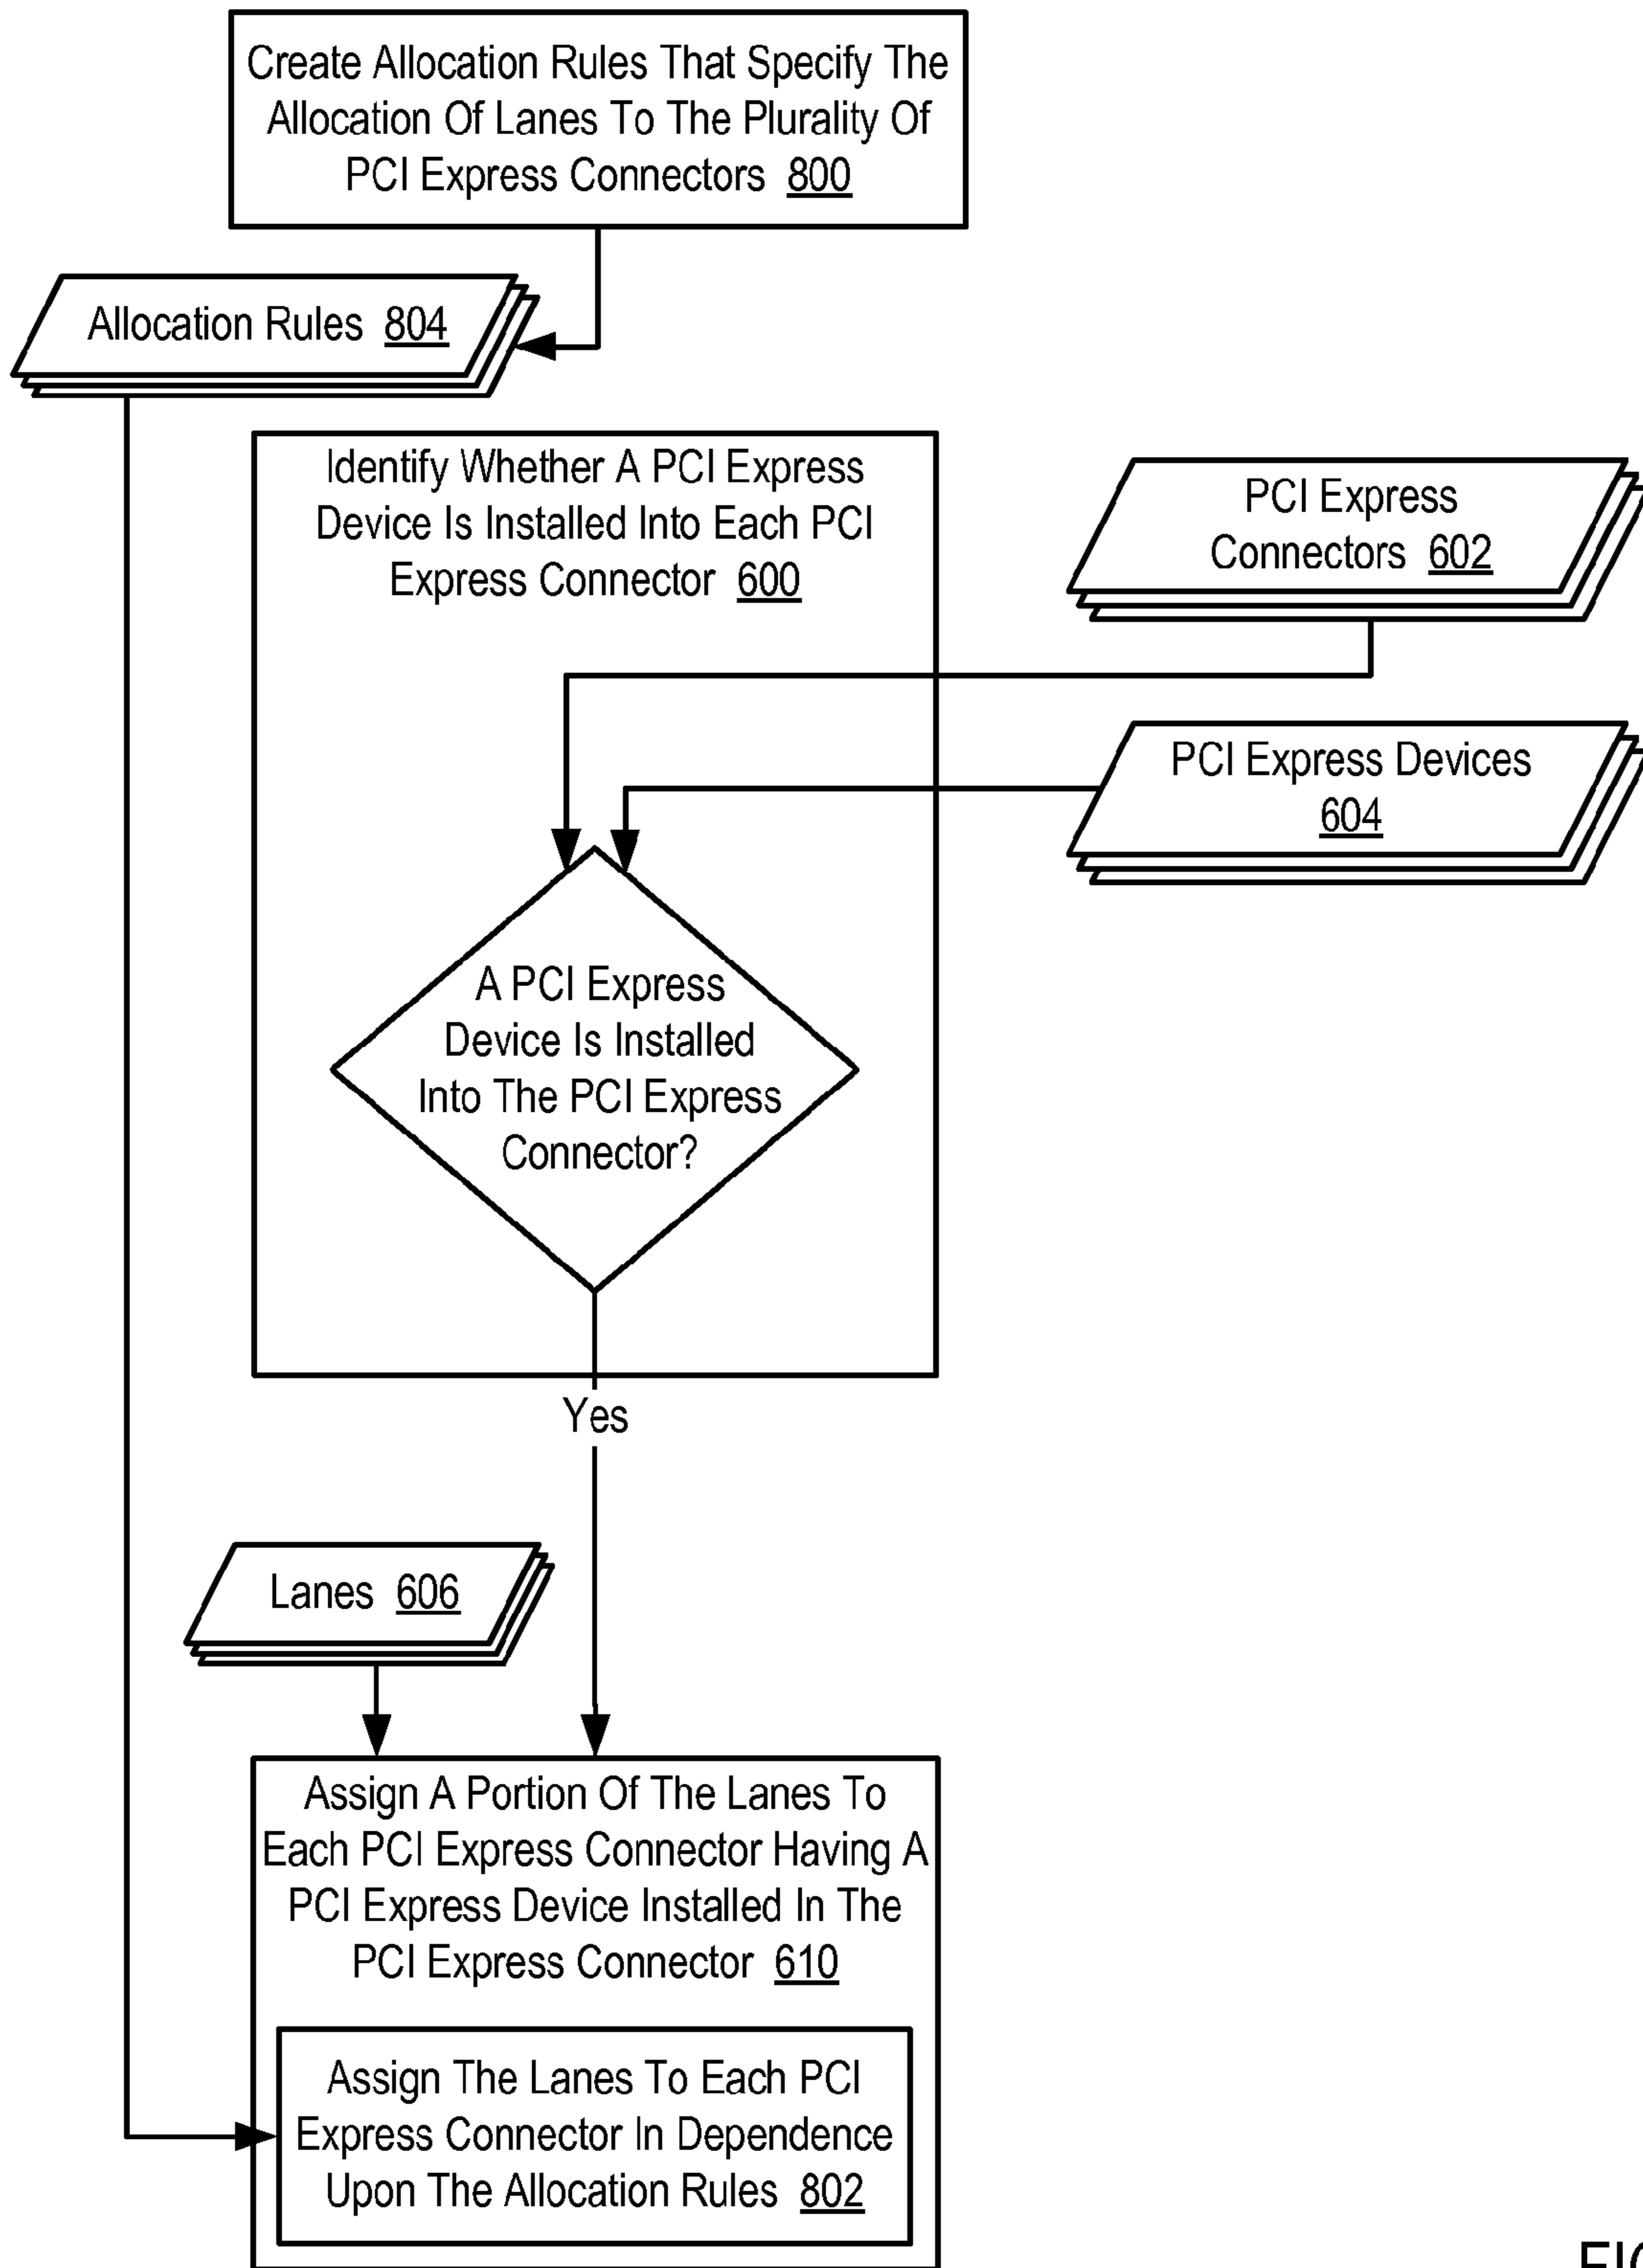 Create Allocation Rules That Specify The
Allocation Of Lanes To The Plurality Of
PCI Express Connectors 800
Allocation Rules 804
Identify Whether A PCI Express
Device Is Installed Into Each PCI
Express Connector 600
PCI Express
Connectors 602
PCI Express Devices
604
A PCI Express
Device Is Installed
Into The PCI Express
Connector?
Yes
Lanes 606
Assign A Portion Of The Lanes To
Each PCI Express Connector Having A
PCI Express Device Installed In The
PCI Express Connector 610
Assign The Lanes To Each PCI
Express Connector In Dependence
Upon The Allocation Rules 802